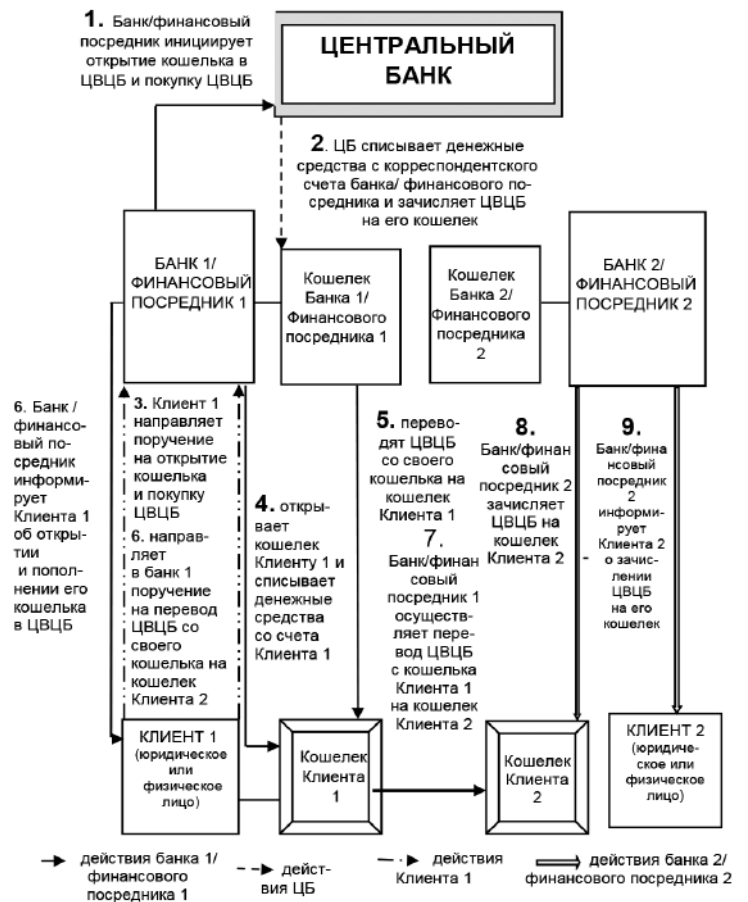 1. Банк/финансовый
посредник инициирует
открытие кошелька в
ЦВЦБ и покупку ЦВЦБ
ЦЕНТРАЛЬНЫЙ
БАНК
2. ЦБ списывает денежные
средства с корреспондентского
счета банка/ финансового по-
средника и зачисляет ЦВЦБ
на его кошелек
БАНК 1/
ФИНАНСОВЫЙ
ПОСРЕДНИК 1
Кошелек
Банка 1/
Финансового
посредника 1
Кошелек
Банка 2/
Финансового
посредника
2
БАНК 2/
ФИНАНСОВЫЙ
ПОСРЕДНИК 2
6. Банк /
финансо-
вый по-
средник
информи-
рует
Клиента 1
об откры-
тии
и попол-
нении его
кошелька
в ЦВЦБ
3. Клиент 1
направляет
поручение
на открытие
кошелька
и покупку
ЦВЦБ
6. направ-
ляет
в банк 1
поручение
на перевод
ЦВЦБ со
своего
кошелька на
кошелек
Клиента 2
4. откры-
вает
кошелек
Клиенту 1 и
списывает
денежные
средства
со счета
Клиента 1
5. перево-
дят ЦВЦБ
со своего
кошелька на
кошелек
Клиента 1
7.
Банк/финан
совый
посредник 1
осуществ-
ляет пере-
вод ЦВЦБ
с кошелька
Клиента 1
на кошелек
Клиента 2
8.
Банк/финан
совый
посредник 2
зачисляет
ЦВЦБ на
кошелек
Клиента 2
9.
Банк/фина
нсовый
посредник
2
информ­ирует
Клиента 2
о зачис-
лении
ЦВЦБ
на его
кошелек
КЛИЕНТ 1
(юридическое
или
физическое
лицо)
Кошелек
Клиента
1
Кошелек
Клиента
2
КЛИЕНТ 2
(юридиче-
ское или
физическое
лицо)
действия банка 1/
финансового
посредника 1
дейст-
вия ЦБ
действия
Клиента 1
действия банка 2/
финансового посредника 2